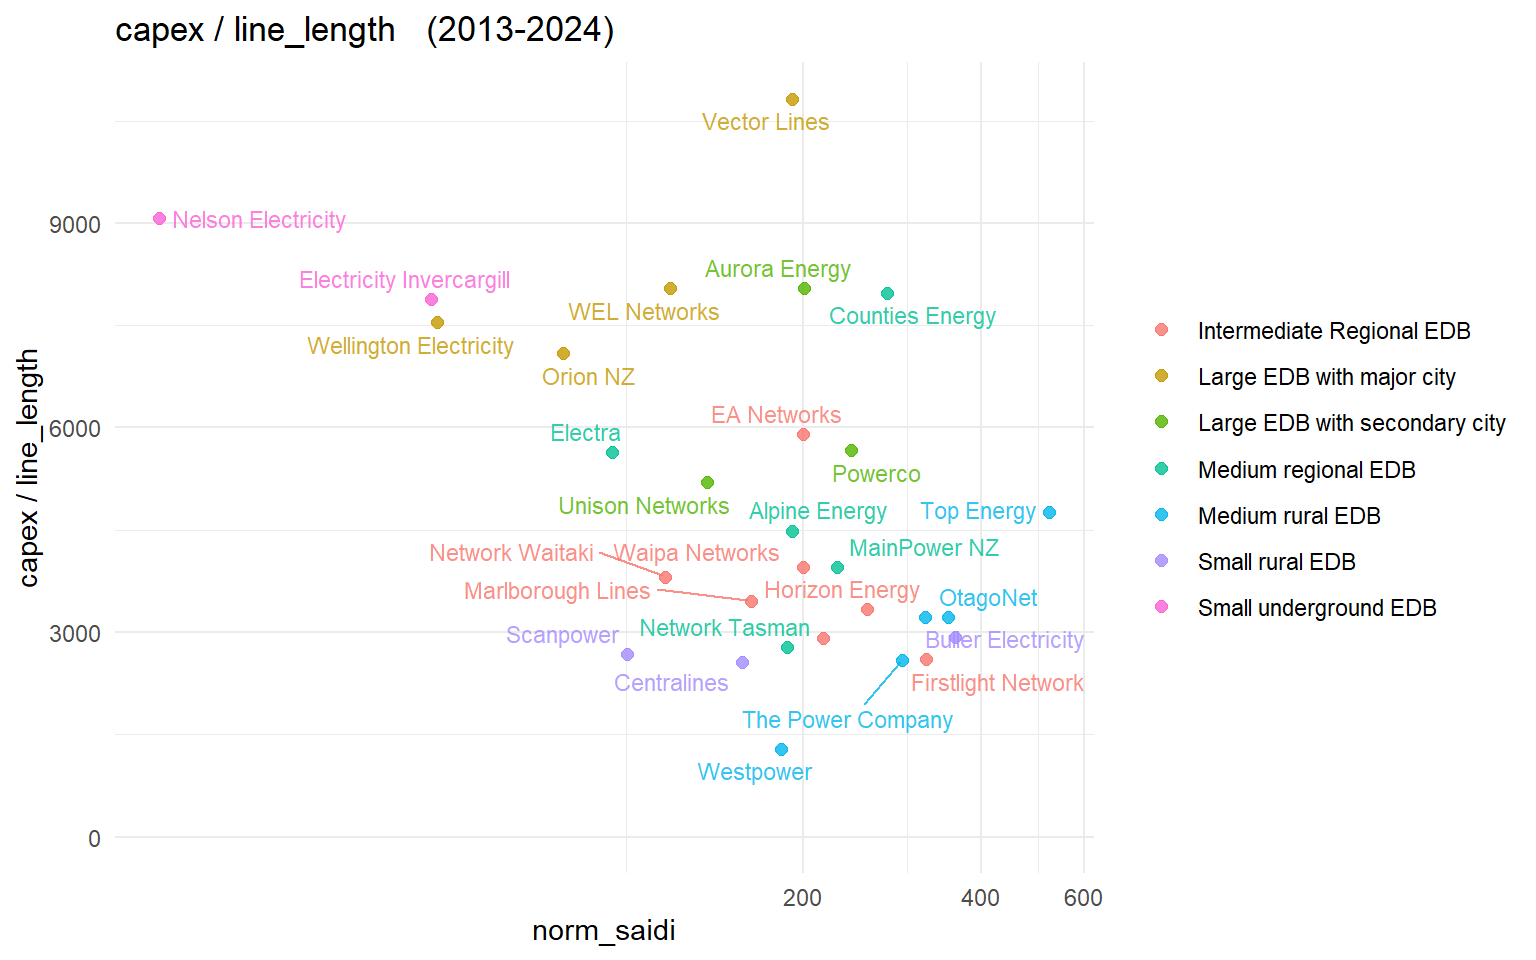 capex / line_length (2013-2024)
Vector Lines
9000
Nelson Electricity
Aurora Energy
Electricity Invercargill
WEL Networks
Counties Energy
Wellington Electricity
Orion NZ
EA Networks
6000
Electra
Powerco
Unison Networks
Alpine Energy
Top Energy
MainPower NZ
Network Waitaki
Waipa Networks
Marlborough Lines
Horizon Energy
OtagoNet
3000
Scanpower
Network Tasman
Buller Electricity
Centralines
Firstlight Network
The Power Company
Westpower
0
200
400
600
norm_saidi
capex / line_length
Intermediate Regional EDB
Large EDB with major city
Large EDB with secondary city
Medium regional EDB
Medium rural EDB
Small rural EDB
Small underground EDB